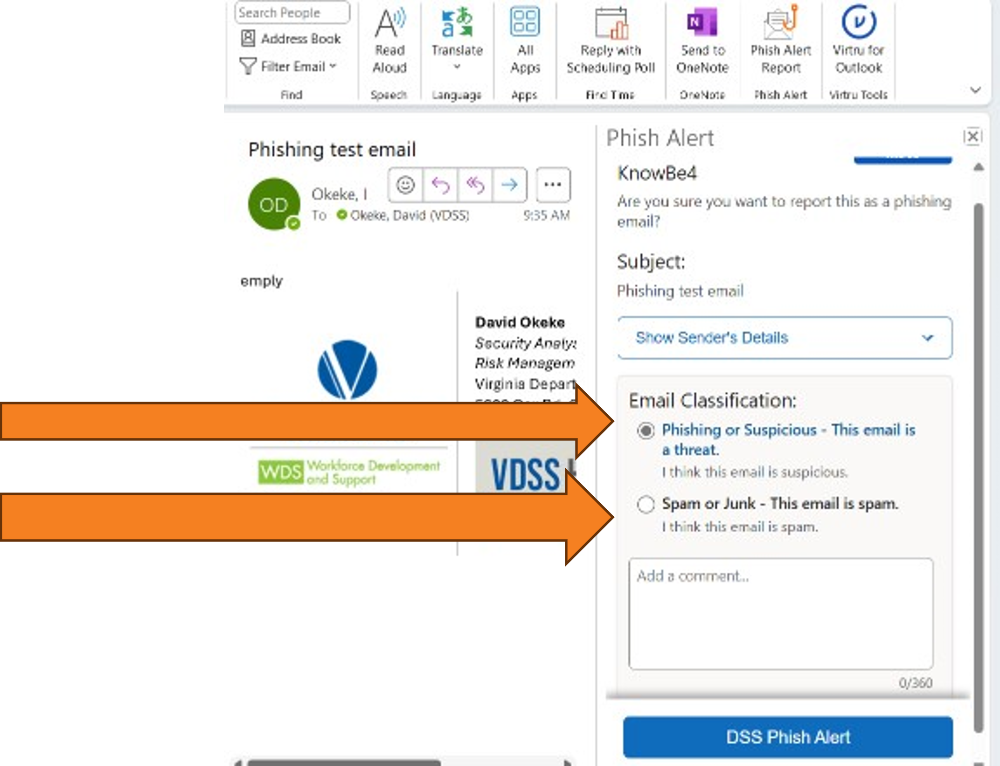 Search People
Address Book
Filter Email
Find
Read
Aloud
Speech
Translate
Language
All
Apps
Apps
Reply with
Scheduling Poll
Find Time
Send to
OneNote
OneNote
Phish Alert
Report
Phish Alert
Virtru for
Outlook
Virtru Tools
Phishing test email
OD
Okeke,
To Okeke, David (VDSS)
9:35 AM
emply
David Okeke
Security
Risk
Virginia
WDS Workforce Development
and Support
VDSS
Phish Alert
KnowBe4
Are you sure you want to report this as a phishing
email?
Subject:
Phishing test email
Show Sender's Details
Email Classification:
Phishing or Suspicious - This email is
a threat.
I think this email is suspicious.
Spam or Junk - This email is spam.
I think this email is spam.
Add a comment...
0/360
DSS Phish Alert